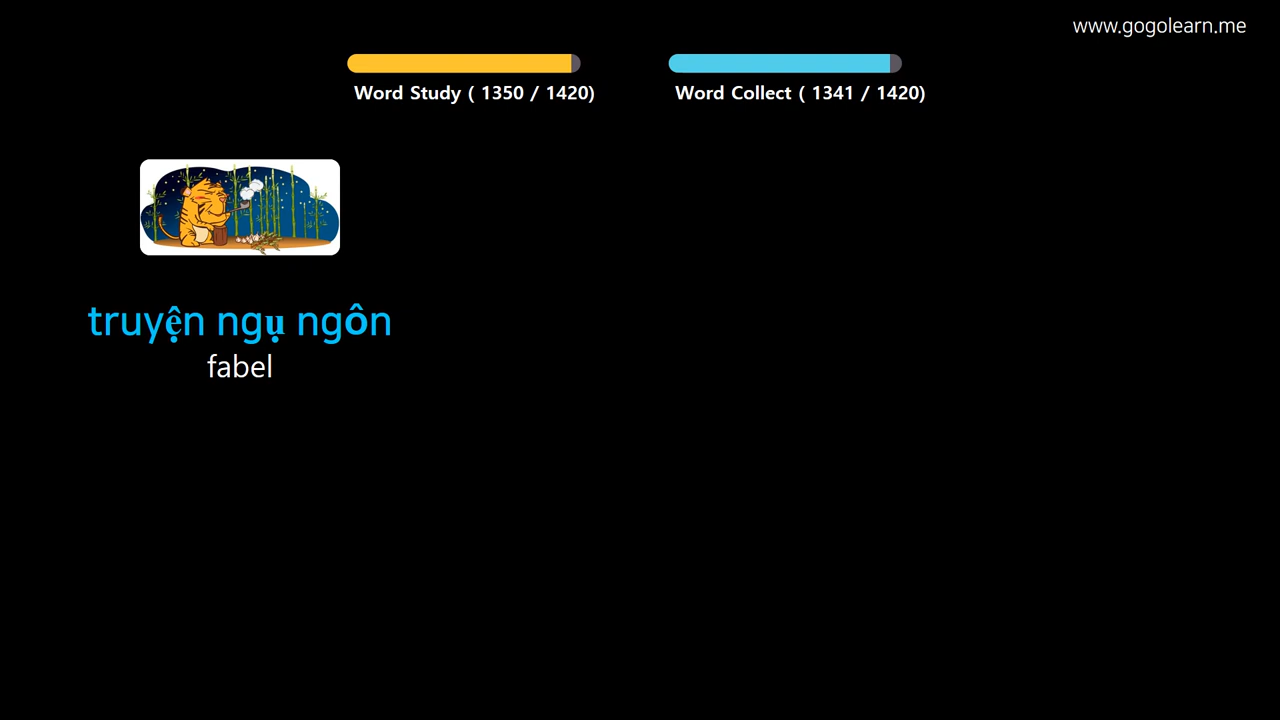 www.gogolearn.me
Word Study ( 1350 / 1420)
Word Collect ( 1341 / 1420)
truyện ngụ ngôn
fabel